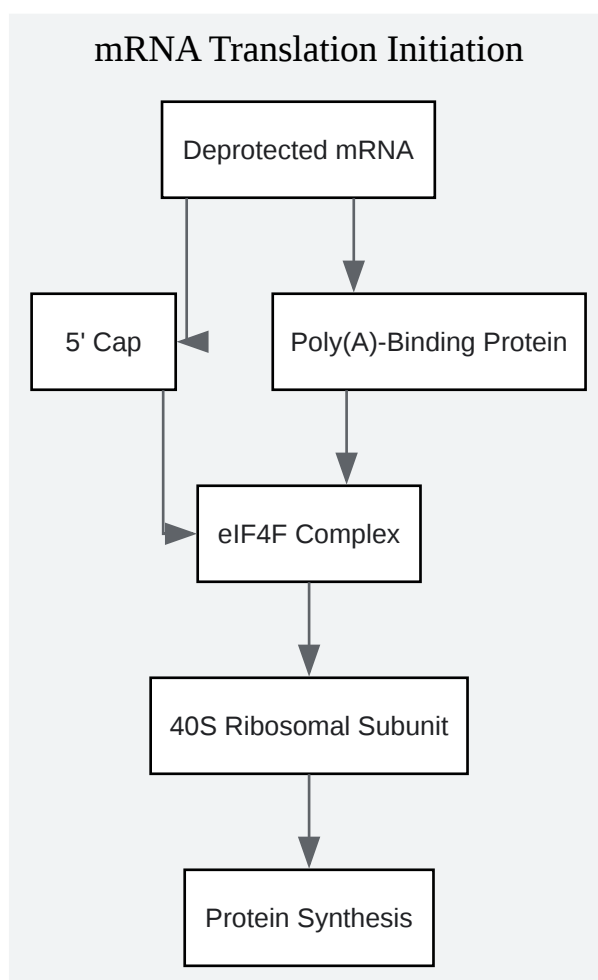 mRNA Translation Initiation
Deprotected mRNA
5' Cap
Poly(A)-Binding Protein
eIF4F Complex
40S Ribosomal Subunit
Protein Synthesis